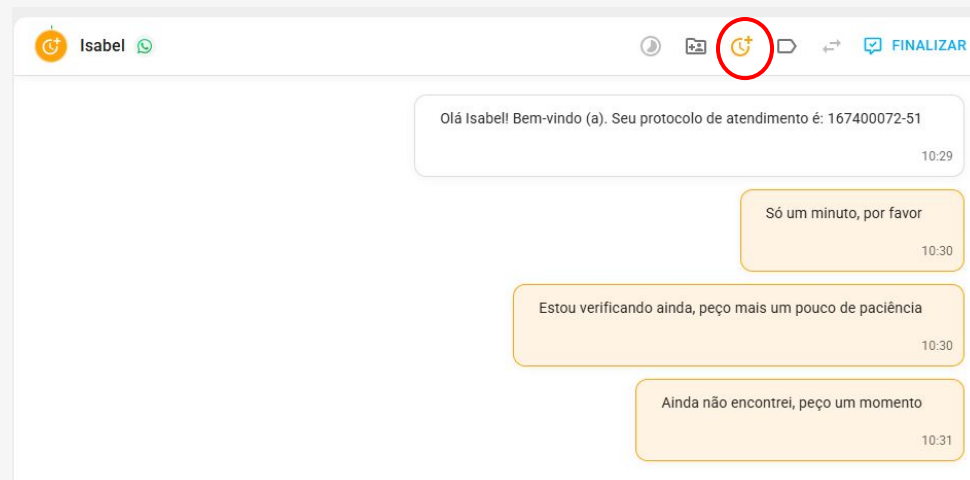 Isabel
FINALIZAR
Olá Isabel! Bem-vindo (a). Seu protocolo de atendimento é: 167400072-51
10:29
Só um minuto, por favor
10:30
Estou verificando ainda, peço mais um pouco de paciência
10:30
Ainda não encontrei, peço um momento
10:31